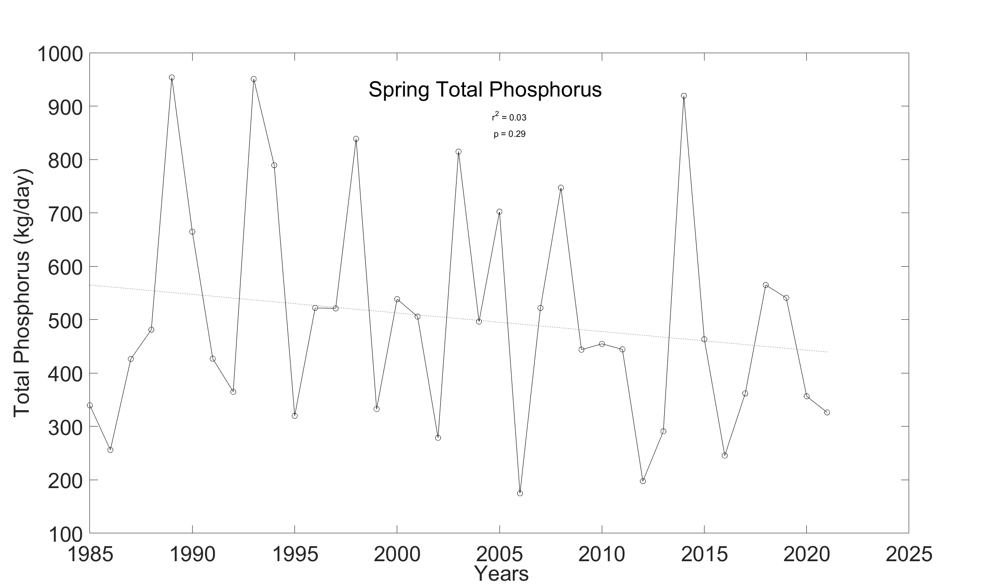 Spring Total Phosphorus
r² = 0.03
p = 0.29
Total Phosphorus (kg/day)
1000
900
800
700
600
500
400
300
200
100
1985 1990 1995 2000 2005 2010 2015 2020 2025
Years